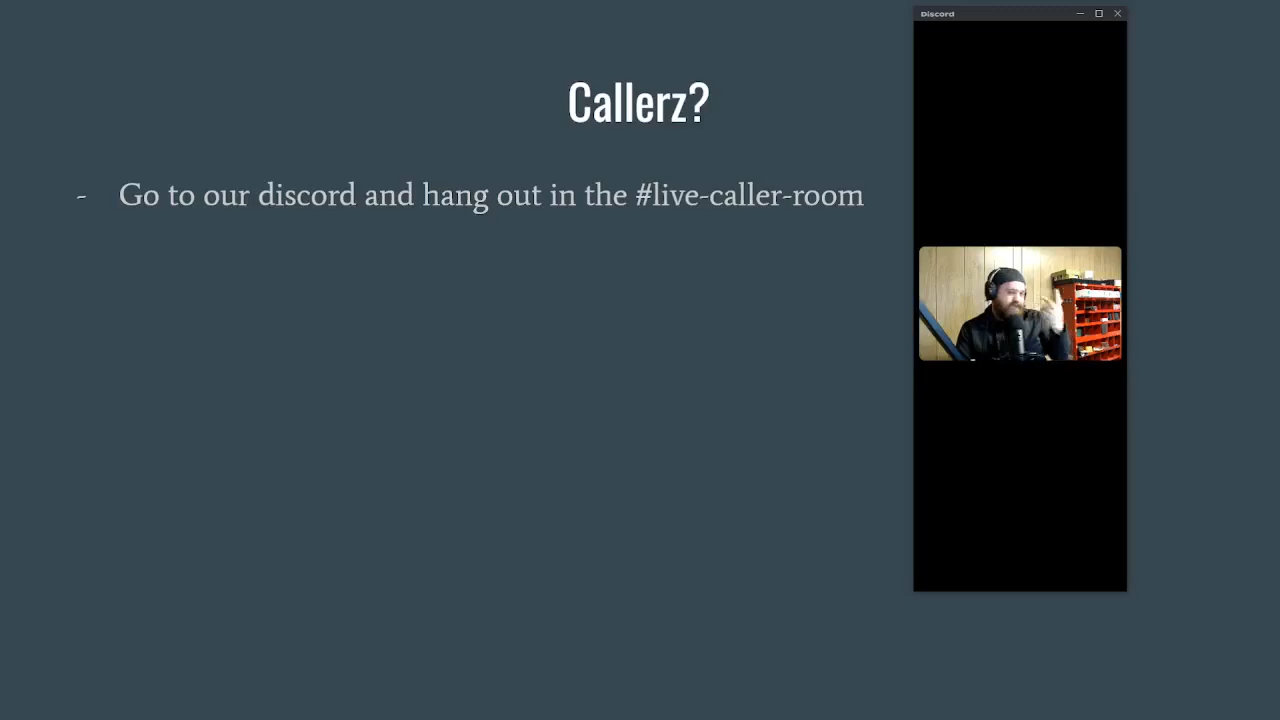 Discord
Callerz?
- Go to our discord and hang out in the #live-caller-room